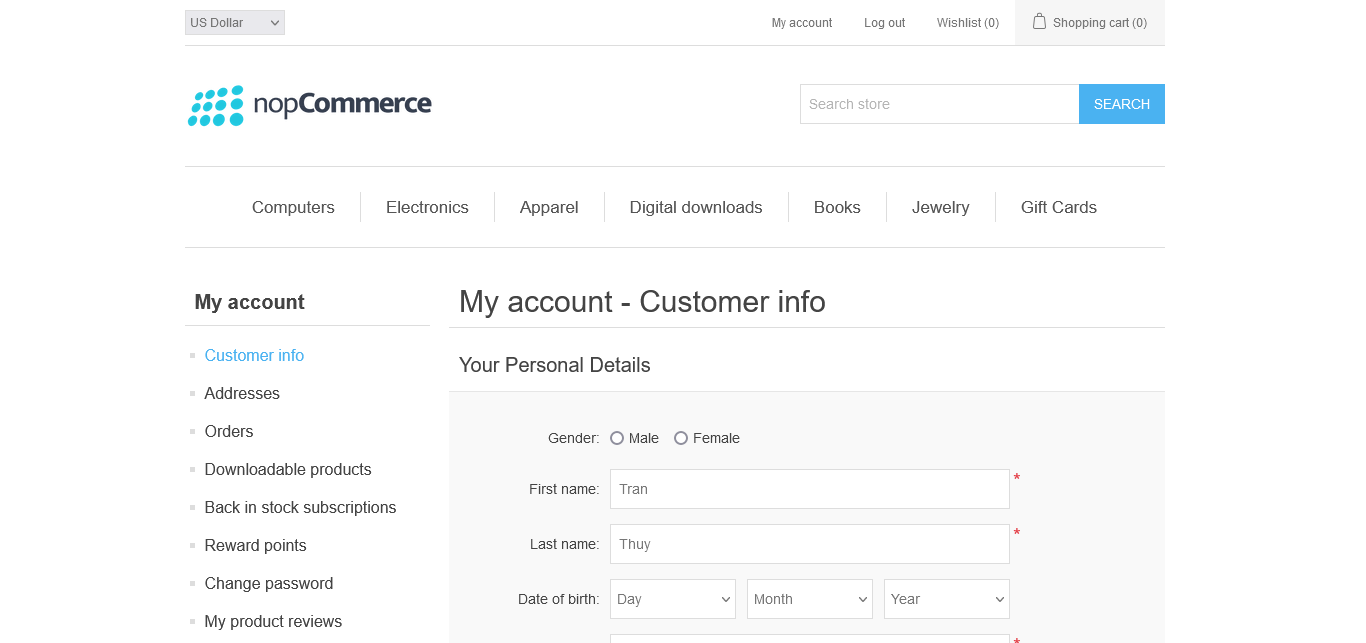 US Dollar
My account
Log out
Wishlist (0)
Shopping cart (0)
nopCommerce
Search store
SEARCH
Computers
Electronics
Apparel
Digital downloads
Books
Jewelry
Gift Cards
My account
Customer info
Addresses
Orders
Downloadable products
Back in stock subscriptions
Reward points
Change password
My product reviews
My account - Customer info
Your Personal Details
Gender: Male Female
First name: Tran *
Last name: Thuy *
Date of birth: Day Month Year
*